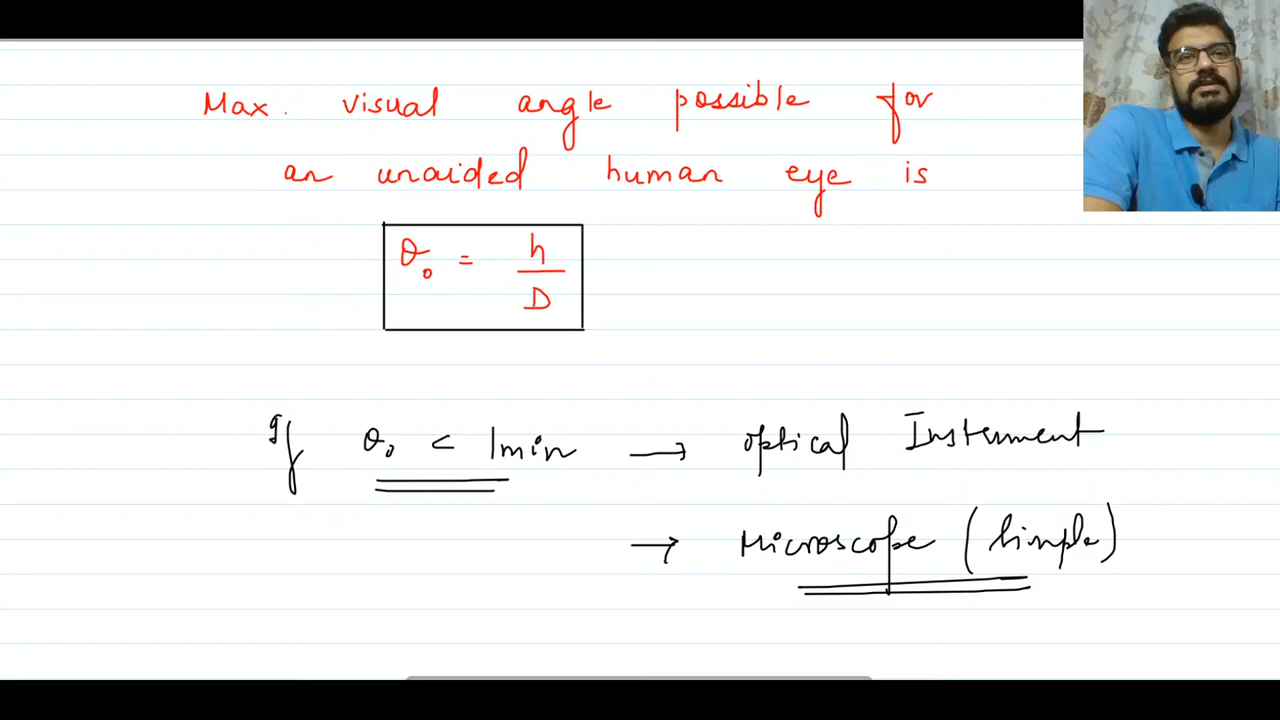 Max. visual angle possible for
an unaided human eye is
θ₀ = h/D
If θ₀ < 1min → optical Instrument
→ Microscope (Simple)